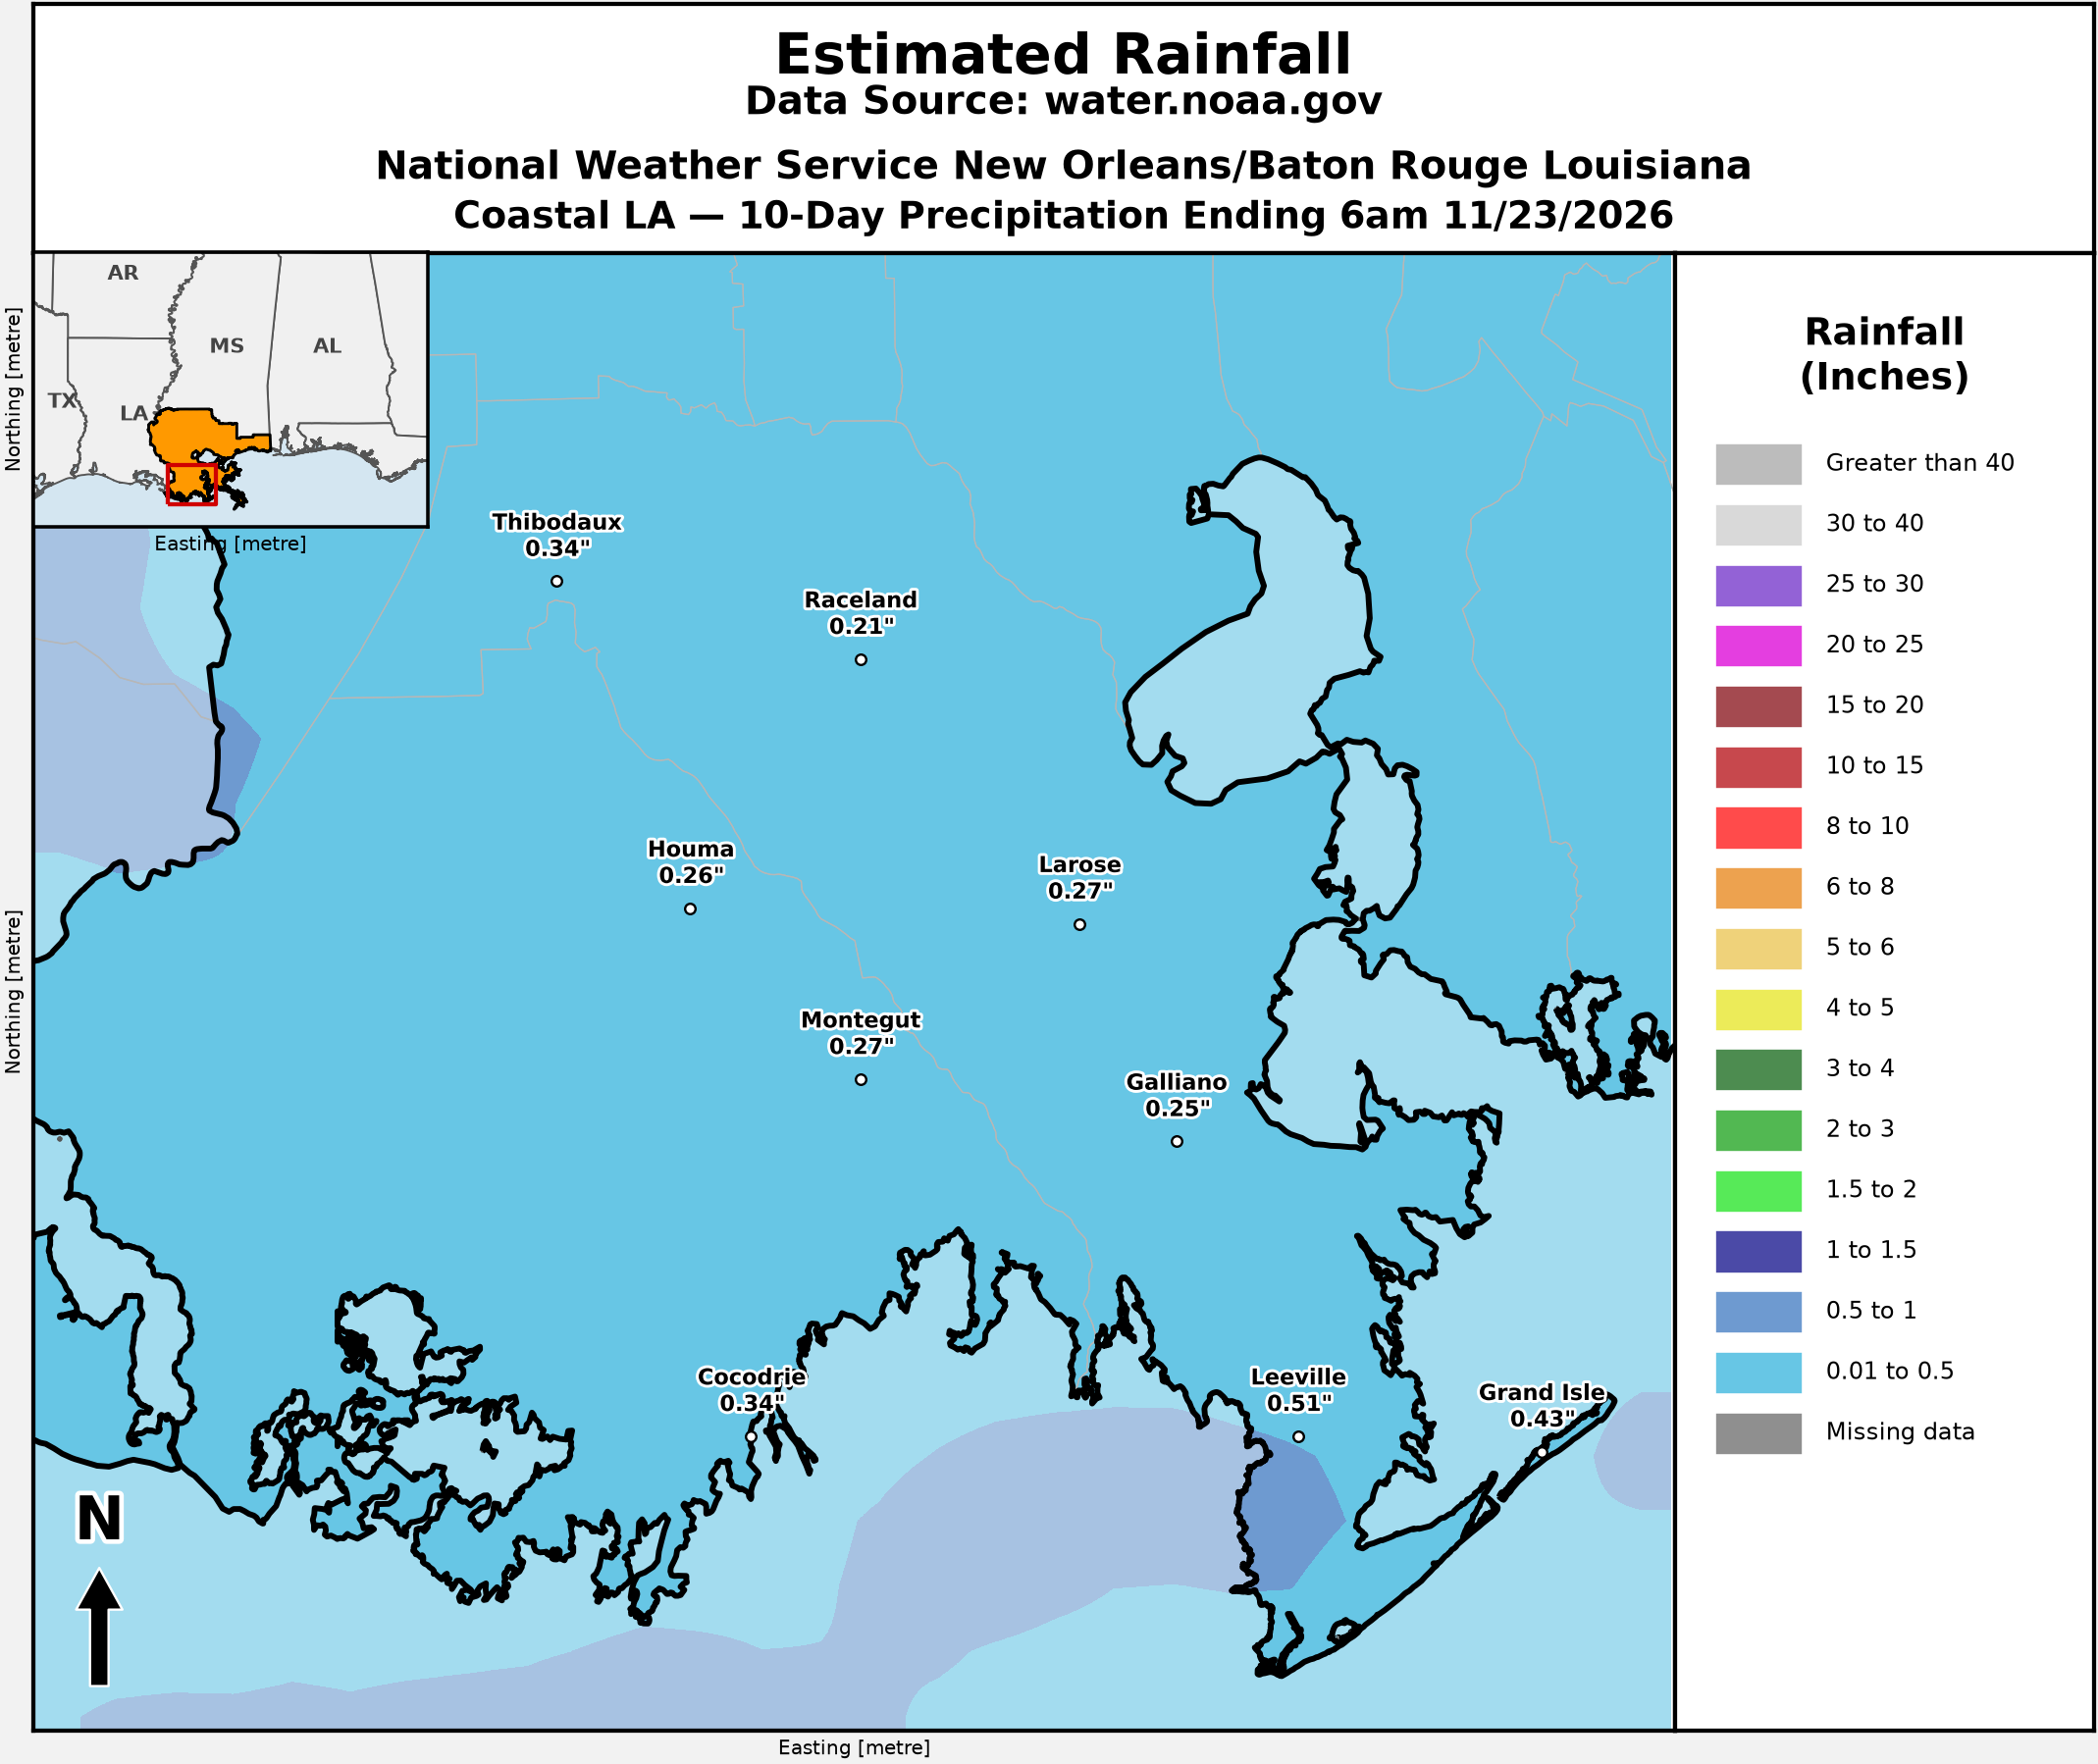 Estimated Rainfall
Data Source: water.noaa.gov
National Weather Service New Orleans/Baton Rouge Louisiana
Coastal LA — 10-Day Precipitation Ending 6am 11/23/2026
Northing [metre]
AR
MS
AL
TX
LA
Easting [metre]
Thibodaux
0.34"
Raceland
0.21"
Houma
0.26"
Larose
0.27"
Northing [metre]
Montegut
0.27"
Galliano
0.25"
Cocodrie
0.34"
Leeville
0.51"
Grand Isle
0.43"
N
Easting [metre]
Rainfall
(Inches)
Greater than 40
30 to 40
25 to 30
20 to 25
15 to 20
10 to 15
8 to 10
6 to 8
5 to 6
4 to 5
3 to 4
2 to 3
1.5 to 2
1 to 1.5
0.5 to 1
0.01 to 0.5
Missing data